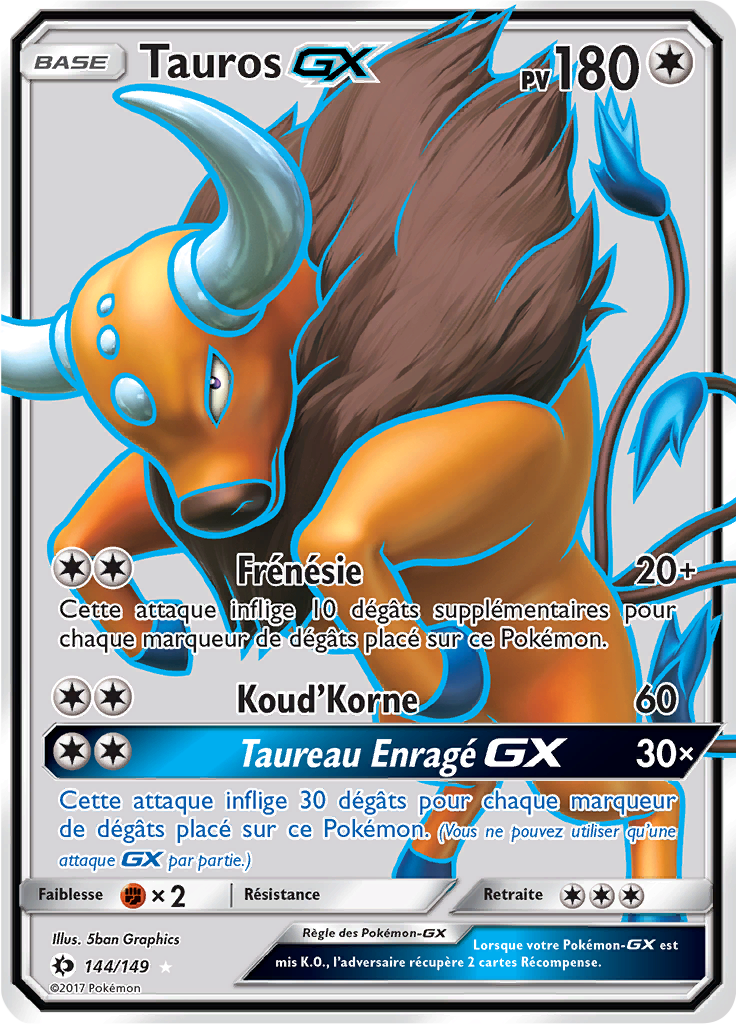 BASE Tauros GX PV 180
Frénésie 20+
Cette attaque inflige 10 dégâts supplémentaires pour
chaque marqueur de dégâts placé sur ce Pokémon.
Koud'Korne 60
Taureau Enragé GX 30×
Cette attaque inflige 30 dégâts pour chaque marqueur
de dégâts placé sur ce Pokémon. (Vous ne pouvez utiliser qu'une
attaque GX par partie.)
Faiblesse ×2 Résistance Retraite
Illus. 5ban Graphics
144/149
©2017 Pokémon
Règle des Pokémon-GX
Lorsque votre Pokémon-GX est
mis K.O., l'adversaire récupère 2 cartes Récompense.